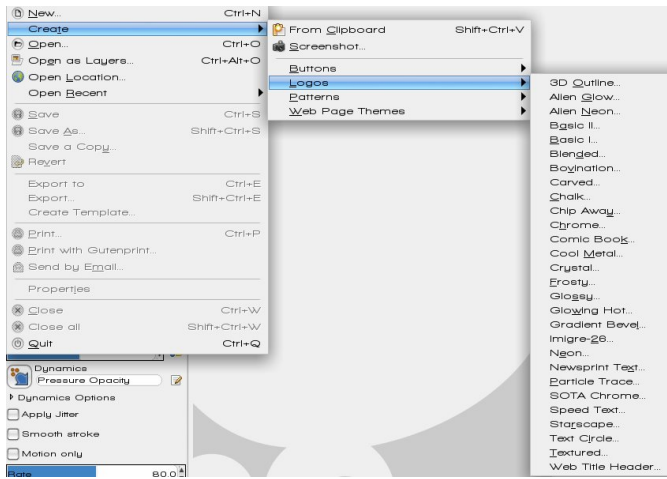 New... Ctrl+N
Create
Open... Ctrl+O
Open as Layers... Ctrl+Alt+O
Open Location...
Open Recent
Save Ctrl+S
Save As... Shift+Ctrl+S
Save a Copy...
Revert
Export to Ctrl+E
Export... Shift+Ctrl+E
Create Template...
Print... Ctrl+P
Print with Gutenprint...
Send by Email...
Properties
Close Ctrl+W
Close all Shift+Ctrl+W
Quit Ctrl+Q
From Clipboard Shift+Ctrl+V
Screenshot...
Buttons
Logos
Patterns
Web Page Themes
3D Outline...
Alien Glow...
Alien Neon...
Basic II...
Basic I...
Blended...
Bovination...
Carved...
Chalk...
Chip Away...
Chrome...
Comic Book...
Cool Metal...
Crystal...
Frosty...
Glossy...
Glowing Hot...
Gradient Bevel...
Imigre-26...
Neon...
Newsprint Text...
Particle Trace...
SOTA Chrome...
Speed Text...
Starscape...
Text Circle...
Textured...
Web Title Header...
Dynamics
Pressure Opacity
Dynamics Options
Apply Jitter
Smooth stroke
Motion only
Rate 80.0